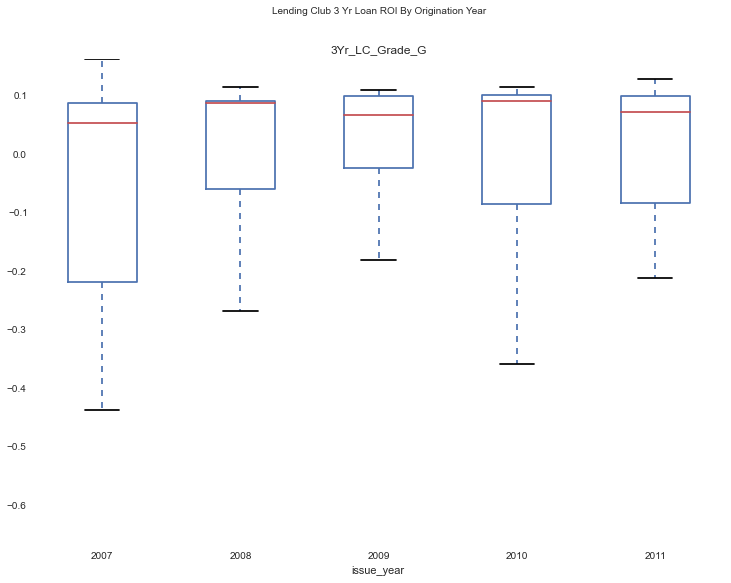 Lending Club 3 Yr Loan ROI By Origination Year
3Yr_LC_Grade_G
0.1
0.0
−0.1
−0.2
−0.3
−0.4
−0.5
−0.6
2007 2008 2009 2010 2011
issue_year